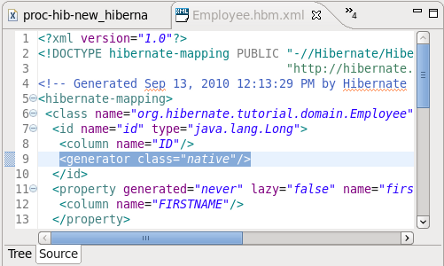 proc-hib-new_hiberna
Employee.hbm.xml
»4
1 <?xml version="1.0"?>
2 <!DOCTYPE hibernate-mapping PUBLIC "-//Hibernate/Hibe
3 "http://hibernate.
4 <!-- Generated Sep 13, 2010 12:13:29 PM by Hibernate
5 <hibernate-mapping>
6 <class name="org.hibernate.tutorial.domain.Employee"
7 <id name="id" type="java.lang.Long">
8 <column name="ID"/>
9 <generator class="native"/>
10 </id>
11 <property generated="never" lazy="false" name="firs
12 <column name="FIRSTNAME"/>
13 </property>
Tree Source